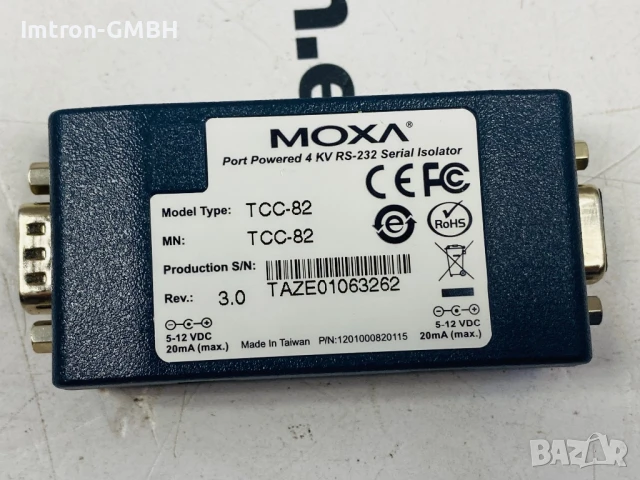 Imtron-GMBH
n.e
MOXA®
Port Powered 4 KV RS-232 Serial Isolator
CE FC
Model Type: TCC-82
MN: TCC-82
RoHS
Production S/N:
TAZE01063262
Rev.: 3.0
5-12 VDC
20mA (max.)
Made In Taiwan P/N:1201000820115
5-12 VDC
20mA (max.)
BAZAR